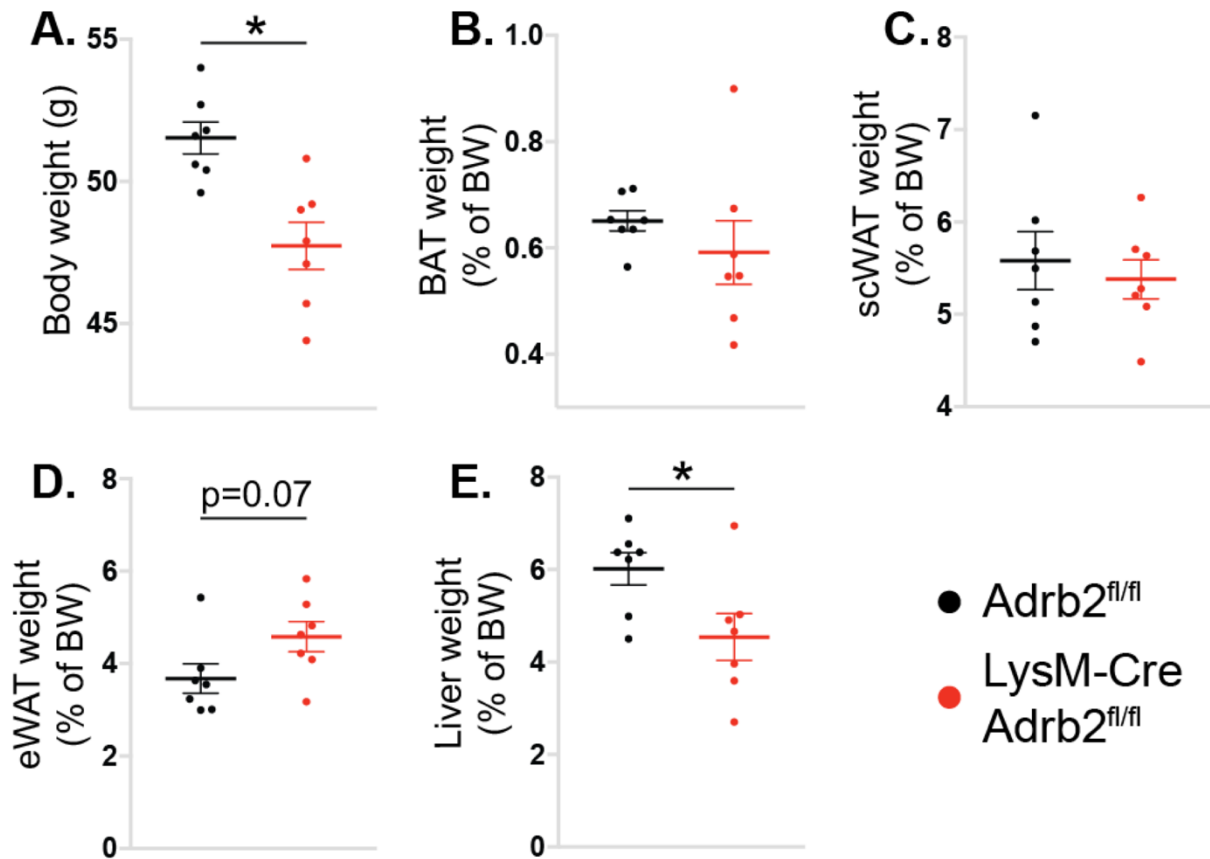 A.
Body weight (g)
55
50
45
*
B.
BAT weight
(% of BW)
1.0
0.8
0.6
0.4
C.
scWAT weight
(% of BW)
8
7
6
5
4
D.
eWAT weight
(% of BW)
8
6
4
2
0
p=0.07
E.
Liver weight
(% of BW)
8
6
4
2
0
*
Adrb2fl/fl
LysM-Cre
Adrb2fl/fl